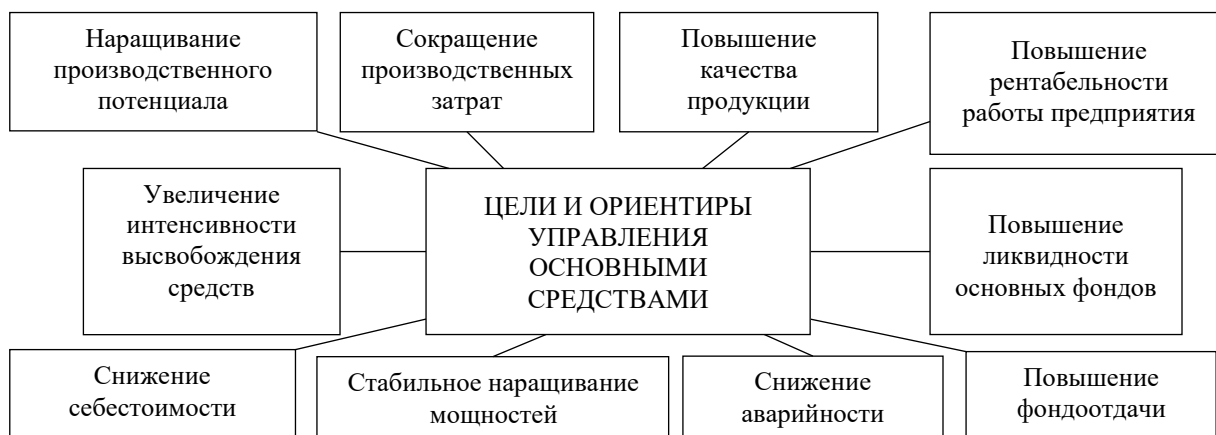 Наращивание
производственного
потенциала
Сокращение
производственных
затрат
Повышение
качества
продукции
Повышение
рентабельности
работы предприятия
Увеличение
интенсивности
высвобождения
средств
ЦЕЛИ И ОРИЕНТИРЫ
УПРАВЛЕНИЯ
ОСНОВНЫМИ
СРЕДСТВАМИ
Повышение
ликвидности
основных фондов
Снижение
себестоимости
Стабильное наращивание
мощностей
Снижение
аварийности
Повышение
фондоотдачи